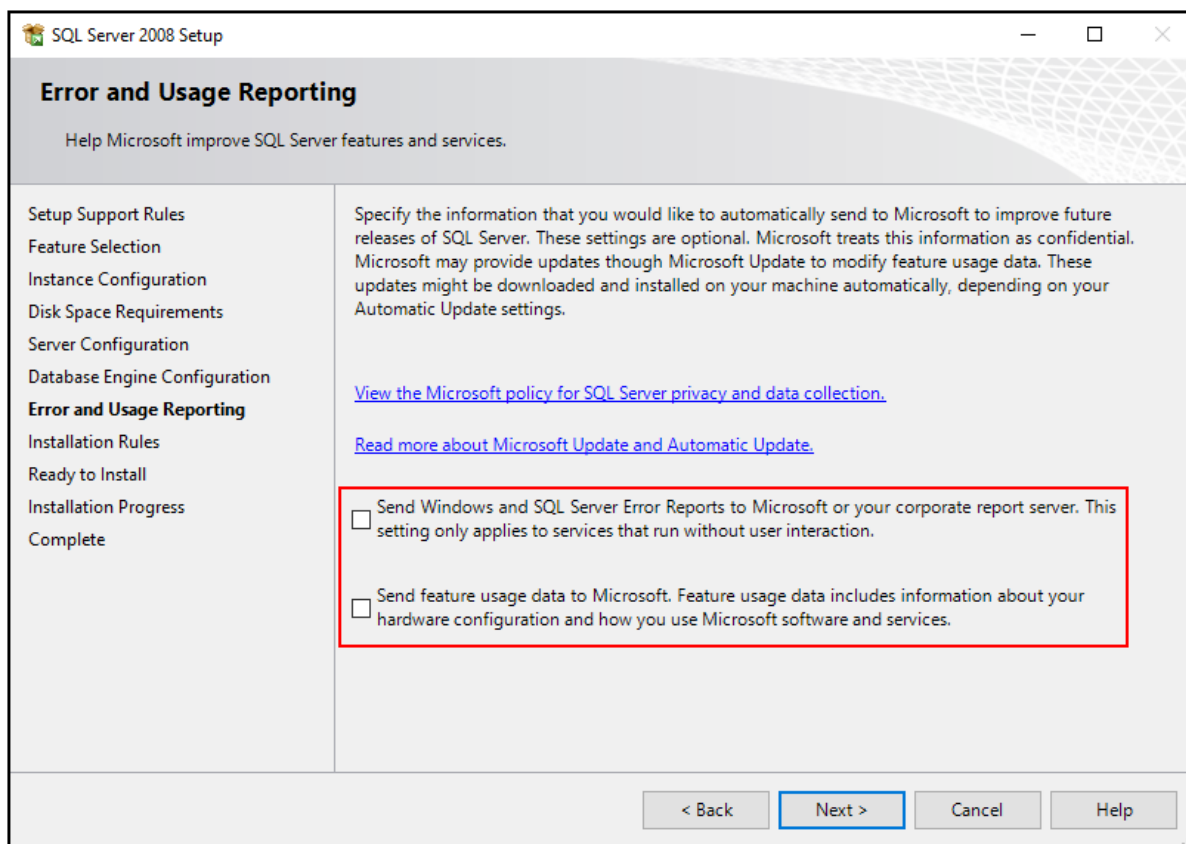 SQL Server 2008 Setup
Error and Usage Reporting
Help Microsoft improve SQL Server features and services.
Setup Support Rules
Feature Selection
Instance Configuration
Disk Space Requirements
Server Configuration
Database Engine Configuration
Error and Usage Reporting
Installation Rules
Ready to Install
Installation Progress
Complete
Specify the information that you would like to automatically send to Microsoft to improve future
releases of SQL Server. These settings are optional. Microsoft treats this information as confidential.
Microsoft may provide updates though Microsoft Update to modify feature usage data. These
updates might be downloaded and installed on your machine automatically, depending on your
Automatic Update settings.
View the Microsoft policy for SQL Server privacy and data collection.
Read more about Microsoft Update and Automatic Update.
Send Windows and SQL Server Error Reports to Microsoft or your corporate report server. This
setting only applies to services that run without user interaction.
Send feature usage data to Microsoft. Feature usage data includes information about your
hardware configuration and how you use Microsoft software and services.
< Back
Next >
Cancel
Help